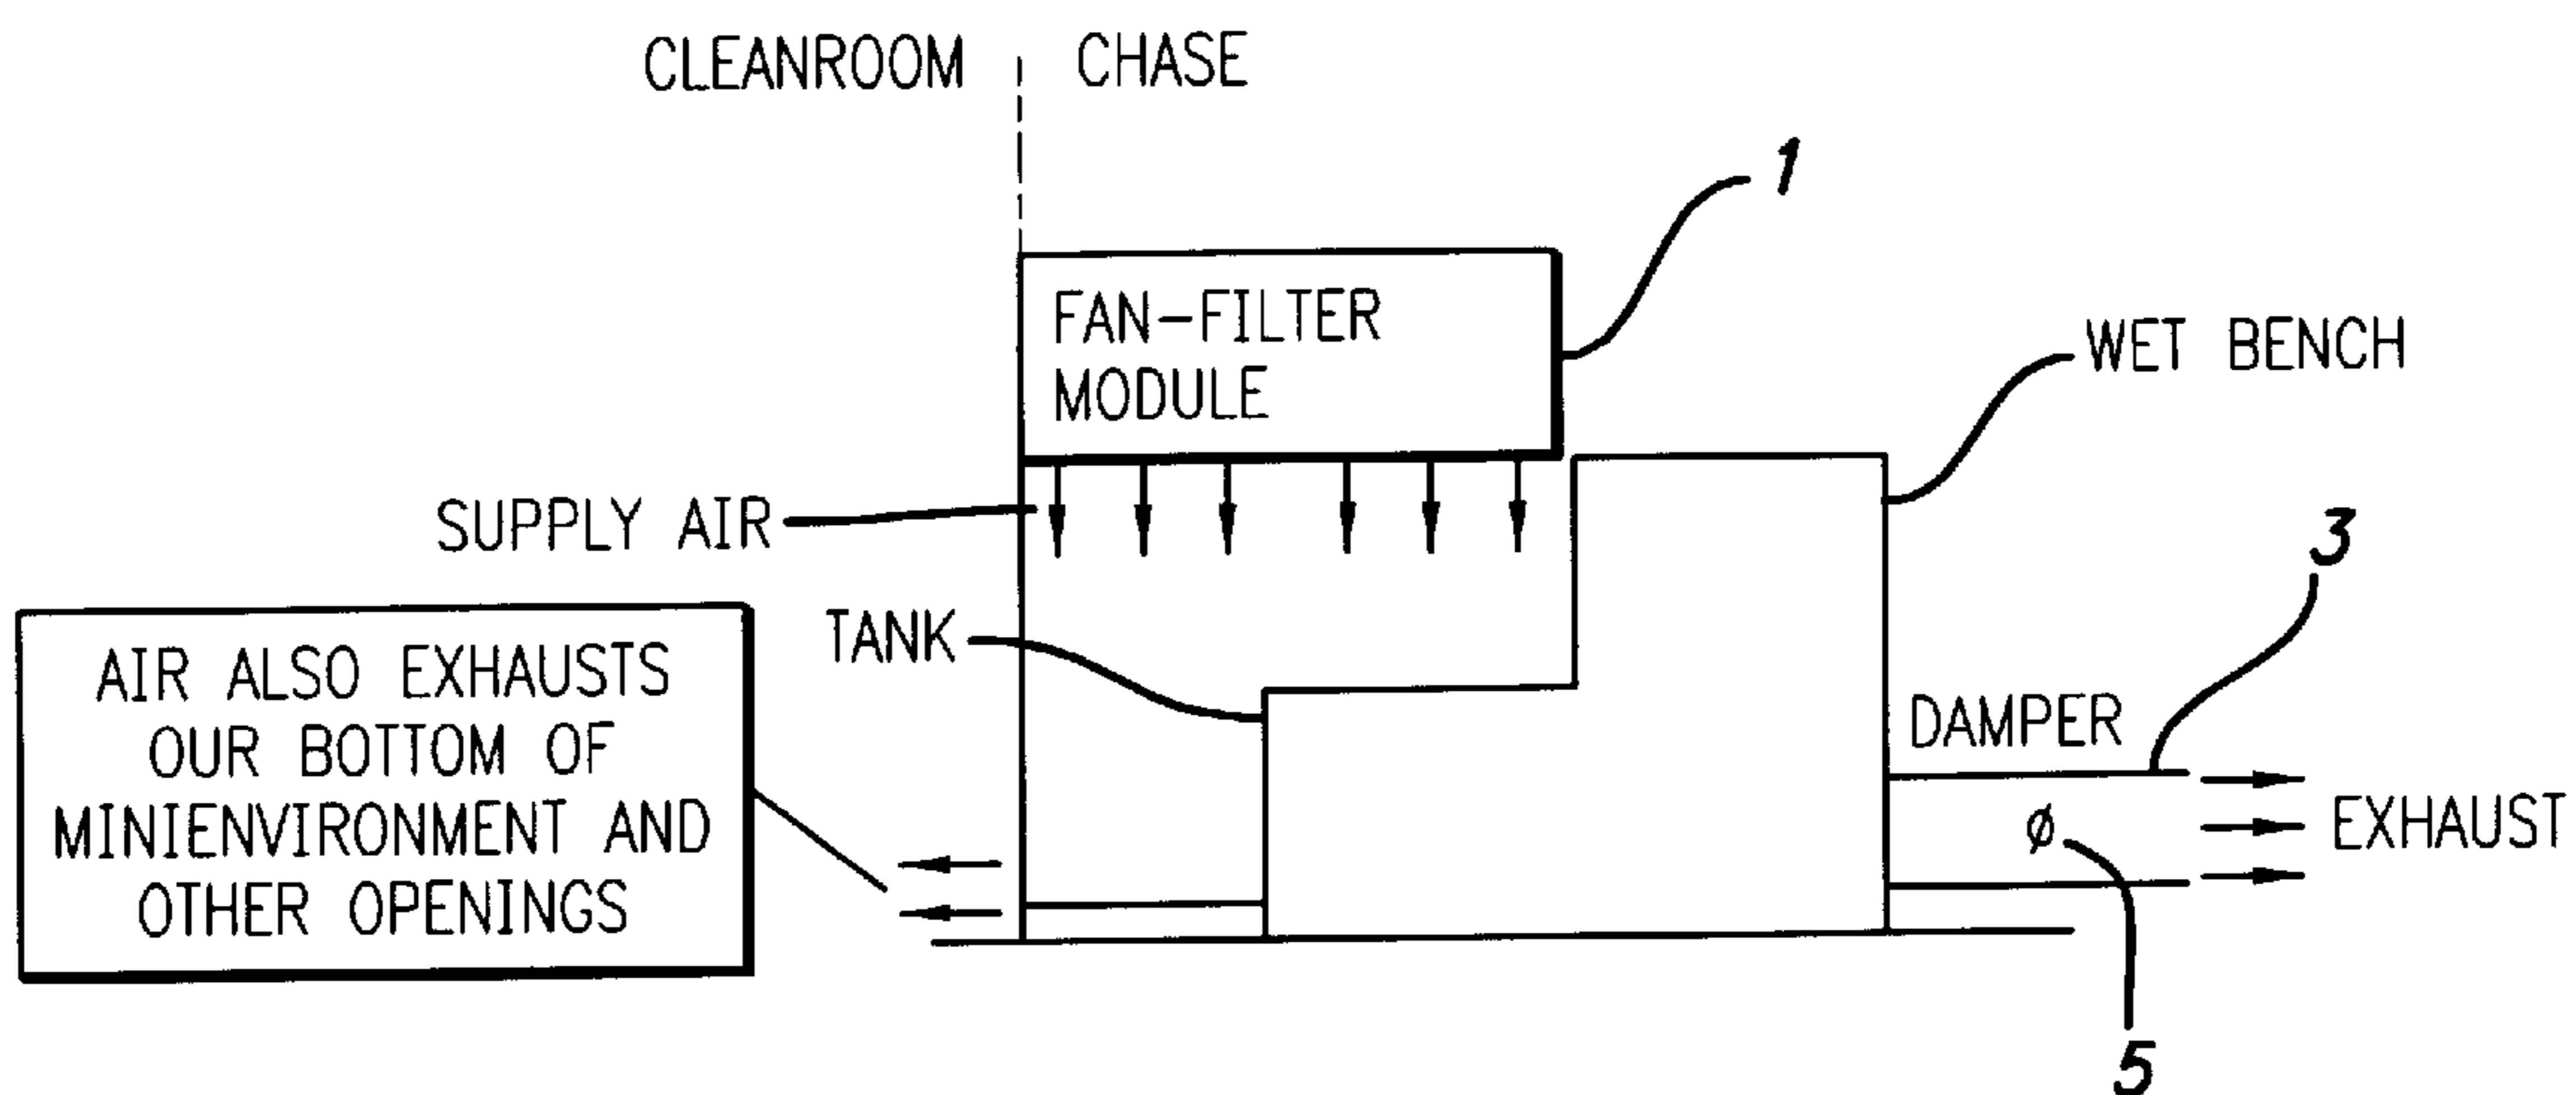 CLEANROOM
CHASE
1
FAN-FILTER
MODULE
WET BENCH
SUPPLY AIR
3
TANK
AIR ALSO EXHAUSTS
OUR BOTTOM OF
MINIENVIRONMENT AND
OTHER OPENINGS
DAMPER
ø
EXHAUST
5